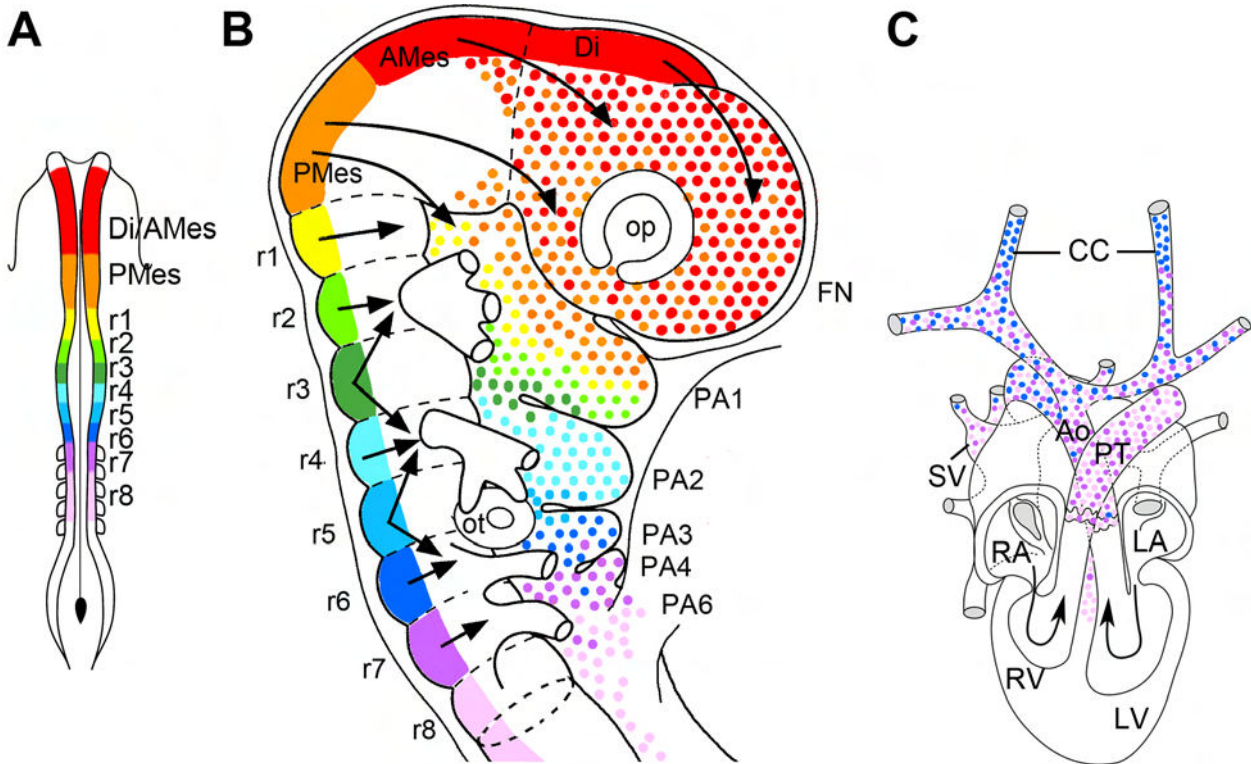 A
Di/AMes
PMes
r1
r2
r3
r4
r5
r6
r7
r8
B
AMes
Di
PMes
r1
r2
r3
r4
r5
r6
r7
r8
op
ot
FN
PA1
PA2
PA3
PA4
PA6
C
CC
Ao
PT
SV
RA
LA
RV
LV